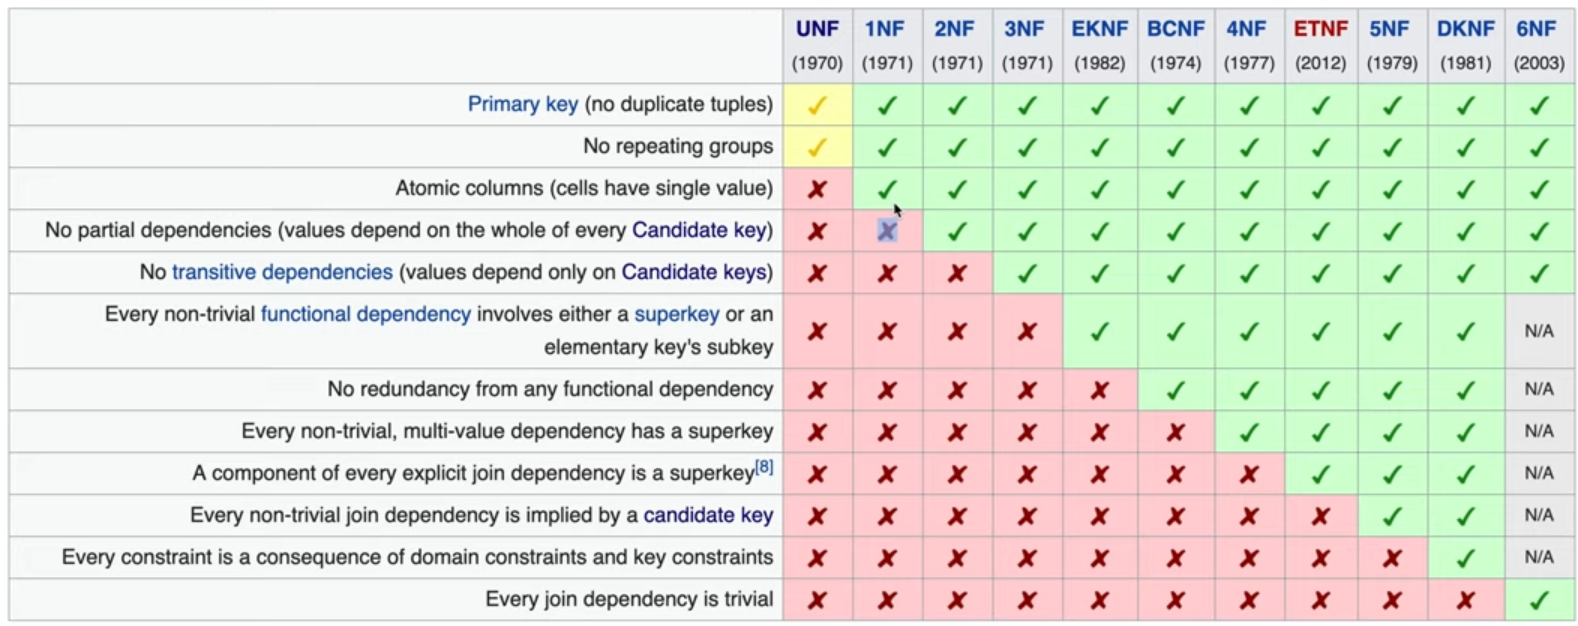 UNF 1NF 2NF 3NF EKNF BCNF 4NF ETNF 5NF DKNF 6NF
(1970) (1971) (1971) (1971) (1982) (1974) (1977) (2012) (1979) (1981) (2003)
Primary key (no duplicate tuples) ✓ ✓ ✓ ✓ ✓ ✓ ✓ ✓ ✓ ✓ ✓
No repeating groups ✓ ✓ ✓ ✓ ✓ ✓ ✓ ✓ ✓ ✓ ✓
Atomic columns (cells have single value) ✗ ✓ ✓ ✓ ✓ ✓ ✓ ✓ ✓ ✓ ✓
No partial dependencies (values depend on the whole of every Candidate key) ✗ ✗ ✓ ✓ ✓ ✓ ✓ ✓ ✓ ✓ ✓
No transitive dependencies (values depend only on Candidate keys) ✗ ✗ ✗ ✓ ✓ ✓ ✓ ✓ ✓ ✓ ✓
Every non-trivial functional dependency involves either a superkey or an
elementary key's subkey ✗ ✗ ✗ ✗ ✓ ✓ ✓ ✓ ✓ ✓ N/A
No redundancy from any functional dependency ✗ ✗ ✗ ✗ ✗ ✓ ✓ ✓ ✓ ✓ N/A
Every non-trivial, multi-value dependency has a superkey ✗ ✗ ✗ ✗ ✗ ✗ ✓ ✓ ✓ ✓ N/A
A component of every explicit join dependency is a superkey[8] ✗ ✗ ✗ ✗ ✗ ✗ ✗ ✓ ✓ ✓ N/A
Every non-trivial join dependency is implied by a candidate key ✗ ✗ ✗ ✗ ✗ ✗ ✗ ✗ ✓ ✓ N/A
Every constraint is a consequence of domain constraints and key constraints ✗ ✗ ✗ ✗ ✗ ✗ ✗ ✗ ✗ ✓ N/A
Every join dependency is trivial ✗ ✗ ✗ ✗ ✗ ✗ ✗ ✗ ✗ ✗ ✓